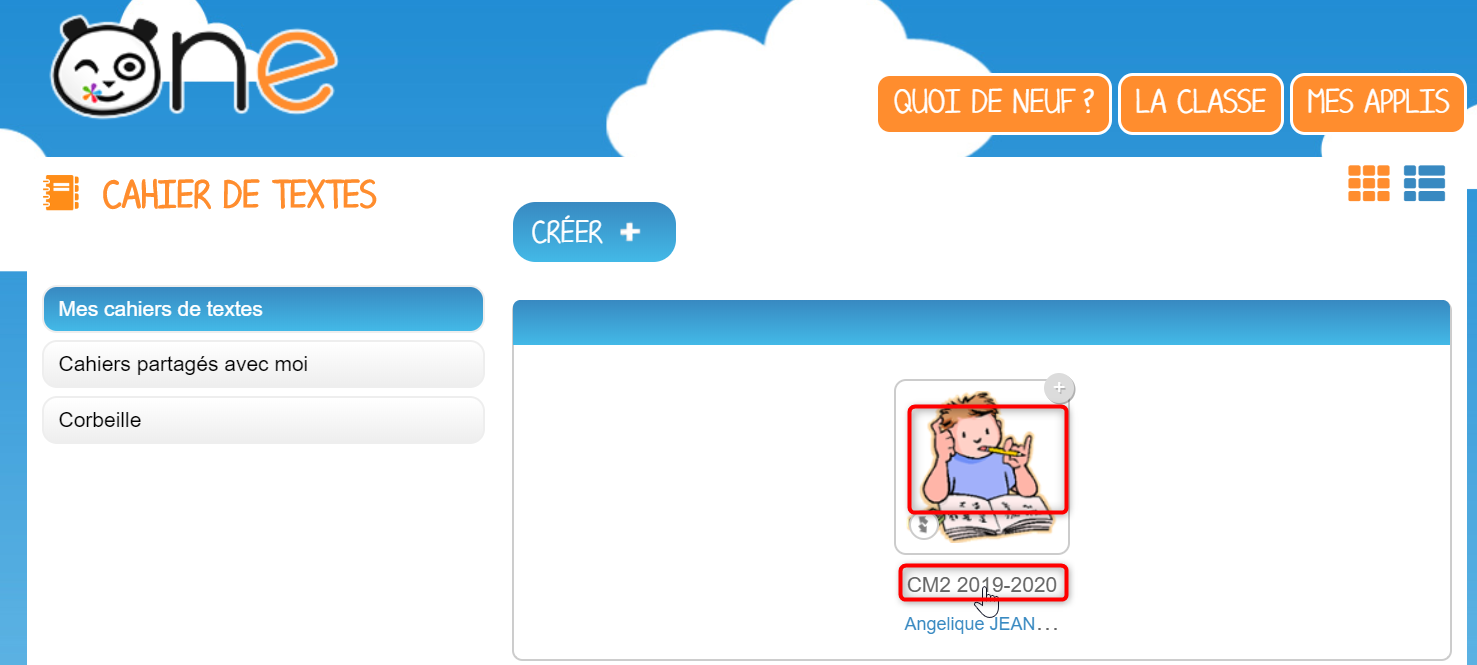 One
QUOI DE NEUF ?
LA CLASSE
MES APPLIS
CAHIER DE TEXTES
CRÉER +
Mes cahiers de textes
Cahiers partagés avec moi
Corbeille
CM2 2019-2020
Angelique JEAN...